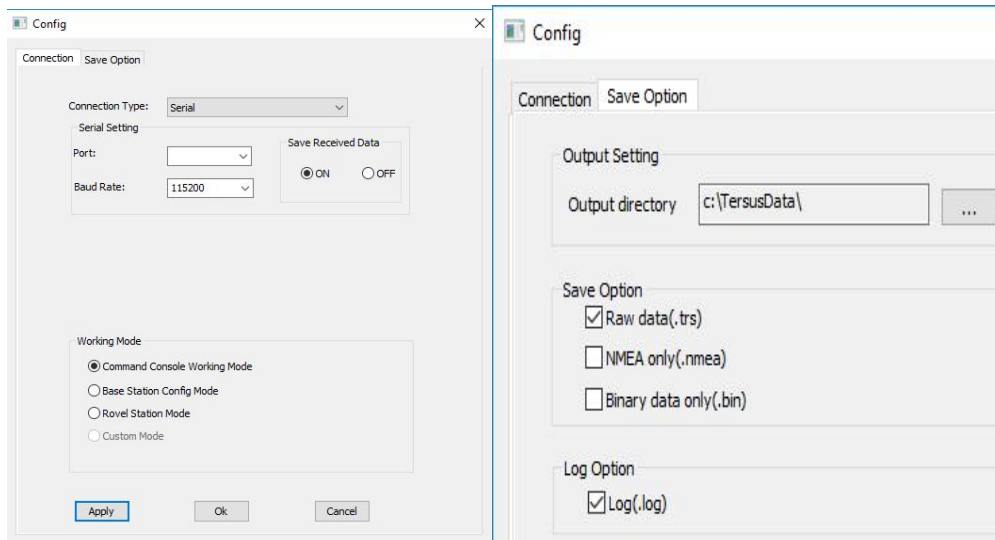 Config
Connection Save Option
Connection Type: Serial
Serial Setting
Port:
Baud Rate: 115200
Save Received Data
ON OFF
Working Mode
Command Console Working Mode
Base Station Config Mode
Rovel Station Mode
Custom Mode
Apply Ok Cancel
Config
Connection Save Option
Output Setting
Output directory c:\TersusData\ ...
Save Option
Raw data(.trs)
NMEA only(.nmea)
Binary data only(.bin)
Log Option
Log(.log)